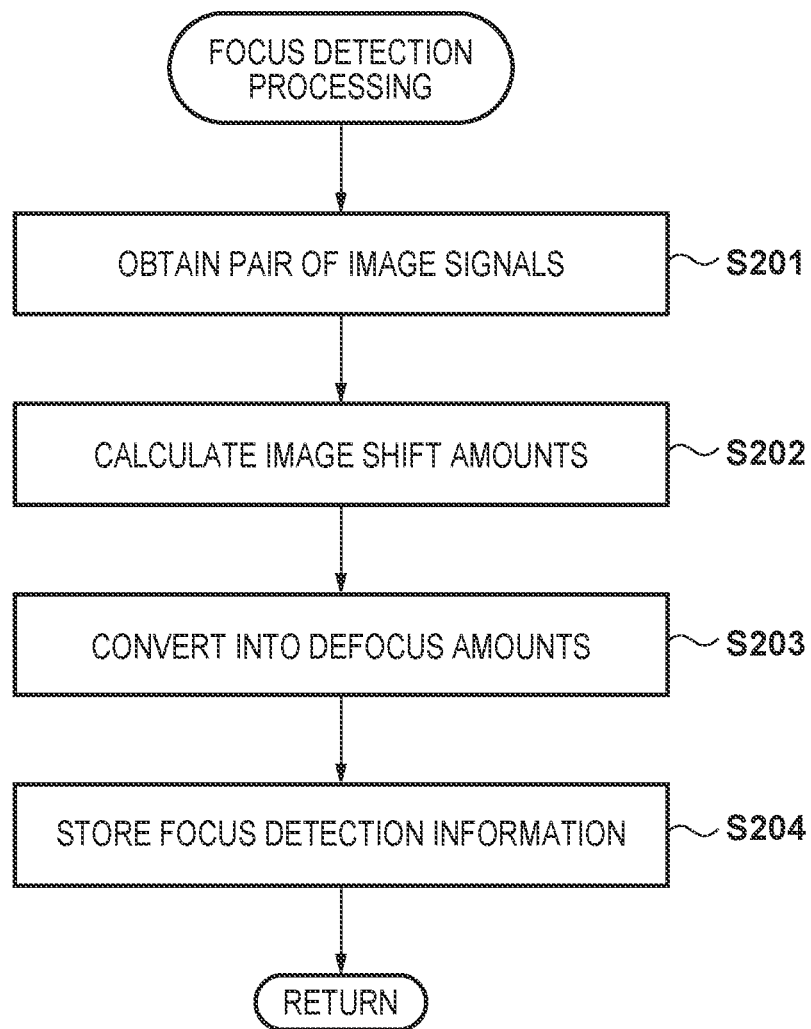 FOCUS DETECTION
PROCESSING
OBTAIN PAIR OF IMAGE SIGNALS
S201
CALCULATE IMAGE SHIFT AMOUNTS
S202
CONVERT INTO DEFOCUS AMOUNTS
S203
STORE FOCUS DETECTION INFORMATION
S204
RETURN